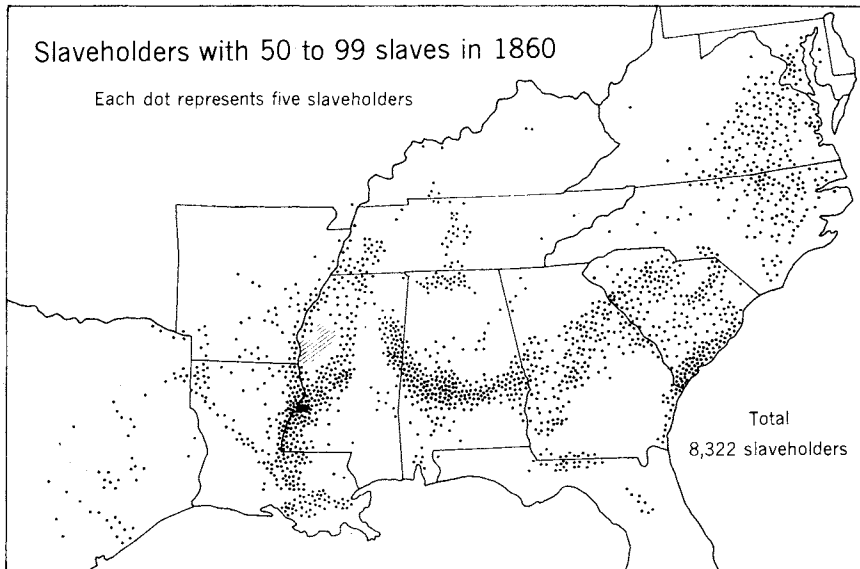 Slaveholders with 50 to 99 slaves in 1860
Each dot represents five slaveholders
Total
8,322 slaveholders